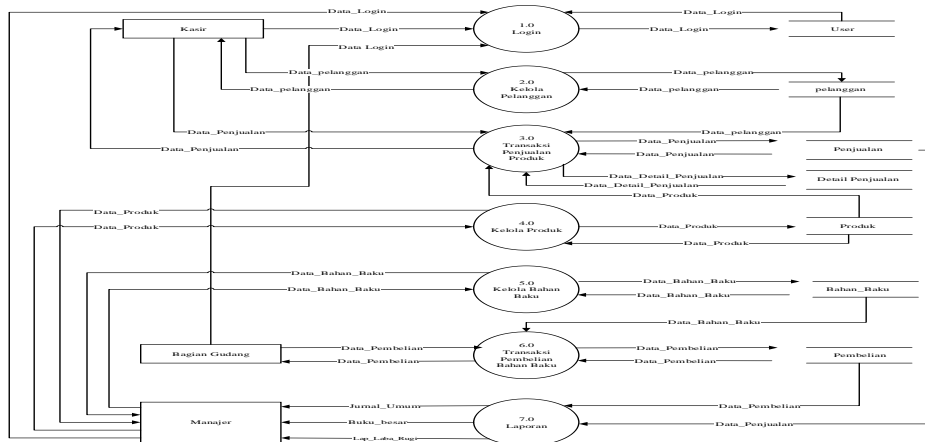 Data_Login
1.0
Login
Data_Login
Kasir
Data_Login
Data_Login
User
Data Login
Data_pelanggan
2.0
Kelola
Pelanggan
Data_pelanggan
Data_pelanggan
Data_pelanggan
pelanggan
Data_Penjualan
3.0
Transaksi
Penjualan
Produk
Data_pelanggan
Data_Penjualan
Data_Penjualan
Data_Penjualan
Penjualan
Data_Detail_Penjualan
Data_Detail_Penjualan
Detail Penjualan
Data_Produk
Data_Produk
4.0
Kelola Produk
Data_Produk
Data_Produk
Produk
Data_Produk
Data_Bahan_Baku
5.0
Kelola Bahan
Baku
Data_Bahan_Baku
Data_Bahan_Baku
Data_Bahan_Baku
Bahan_Baku
Data_Bahan_Baku
Bagian Gudang
Data_Pembelian
6.0
Transaksi
Pembelian
Bahan Baku
Data_Pembelian
Data_Pembelian
Data_Pembelian
Pembelian
Manajer
Jurnal_Umum
7.0
Laporan
Data_Pembelian
Buku_besar
Data_Penjualan
Lap_Laba_Rugi